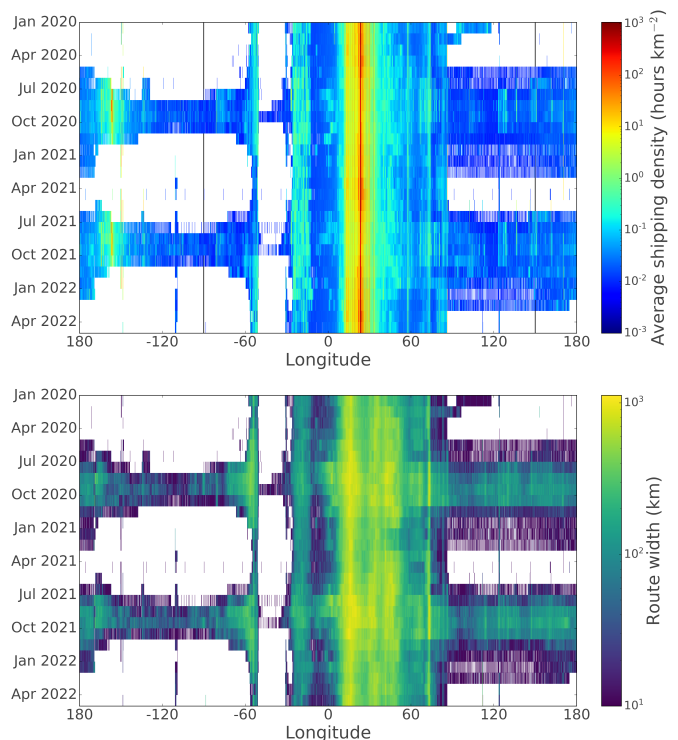 Jan 2020
Apr 2020
Jul 2020
Oct 2020
Jan 2021
Apr 2021
Jul 2021
Oct 2021
Jan 2022
Apr 2022
180 -120 -60 0 60 120 180
Longitude
10³
10²
10¹
10⁰
10⁻¹
10⁻²
10⁻³
Average shipping density (hours km⁻²)
Jan 2020
Apr 2020
Jul 2020
Oct 2020
Jan 2021
Apr 2021
Jul 2021
Oct 2021
Jan 2022
Apr 2022
180 -120 -60 0 60 120 180
Longitude
10³
10²
10¹
Route width (km)